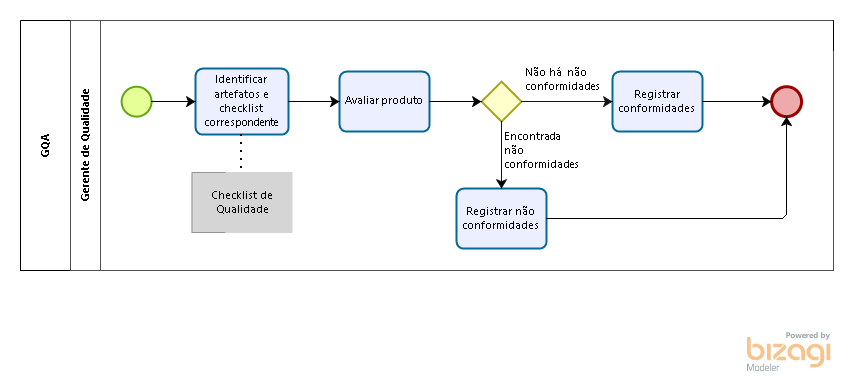 GQA
Gerente de Qualidade
Identificar
artefatos e
checklist
correspondente
Avaliar produto
Não há não
conformidades
Registrar
conformidades
Encontrada
não
conformidades
Registrar não
conformidades
Checklist de
Qualidade
Powered by
bizagi
Modeler